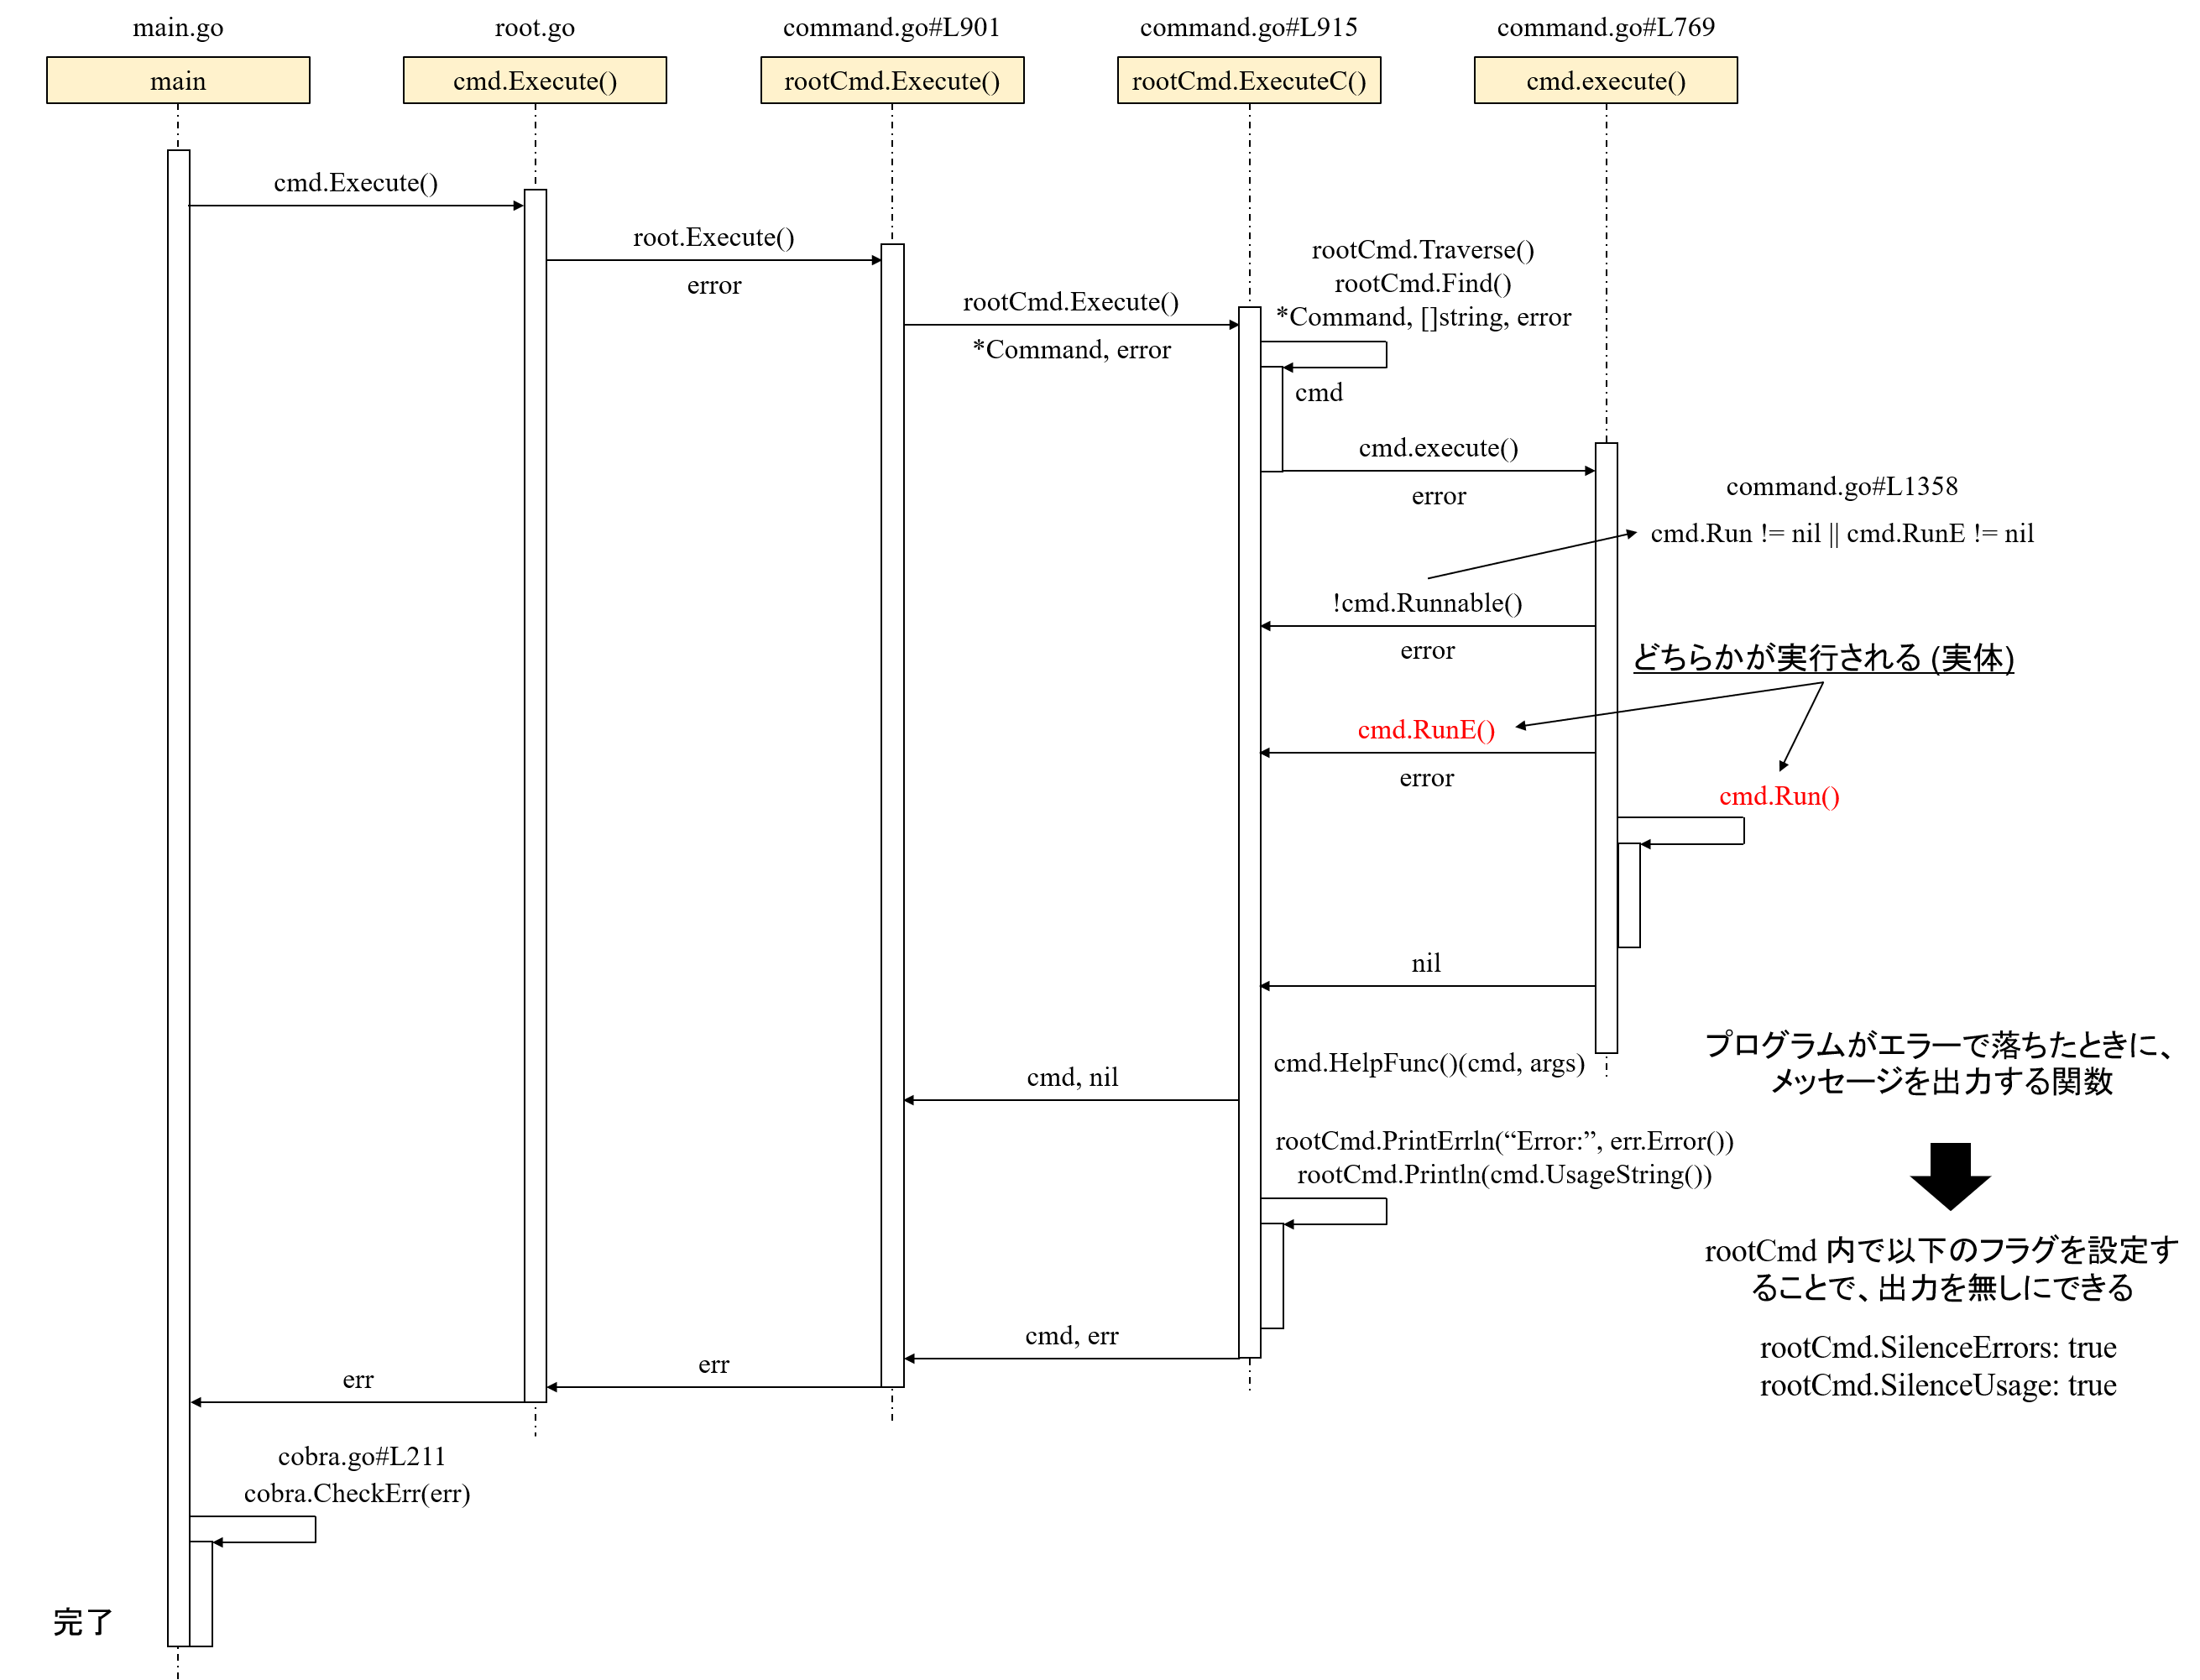 main.go
root.go
command.go#L901
command.go#L915
command.go#L769
main
cmd.Execute()
rootCmd.Execute()
rootCmd.ExecuteC()
cmd.execute()
cmd.Execute()
root.Execute()
error
rootCmd.Execute()
*Command, error
rootCmd.Traverse()
rootCmd.Find()
*Command, []string, error
cmd
cmd.execute()
error
command.go#L1358
cmd.Run != nil || cmd.RunE != nil
!cmd.Runnable()
error
どちらかが実行される (実体)
cmd.RunE()
error
cmd.Run()
nil
プログラムがエラーで落ちたときに、
メッセージを出力する関数
cmd.HelpFunc()(cmd, args)
cmd, nil
rootCmd.PrintErrln(“Error:”, err.Error())
rootCmd.Println(cmd.UsageString())
rootCmd 内で以下のフラグを設定す
ることで、出力を無しにできる
rootCmd.SilenceErrors: true
rootCmd.SilenceUsage: true
cmd, err
err
err
cobra.go#L211
cobra.CheckErr(err)
完了